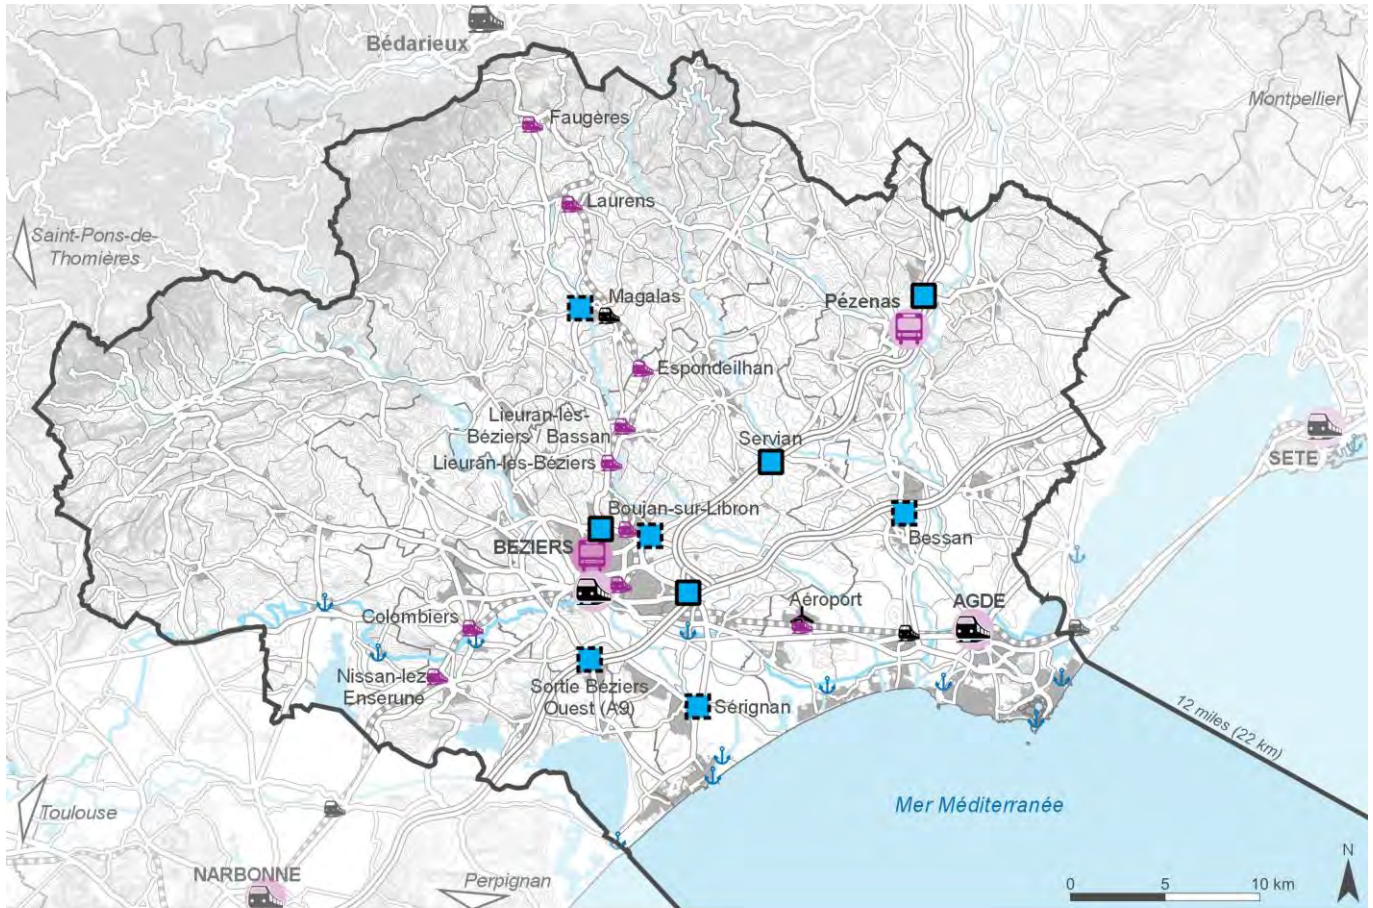 Bédarieux
Montpellier
Faugères
Laurens
Saint-Pons-de-
Thomières
Magalas
Pézenas
Espondeilhan
Lieuran-lès-
Béziers / Bassan
Servian
Lieuran-lès-Béziers
SETE
Boujan-sur-Libron
BEZIERS
Bessan
Aéroport
AGDE
Colombiers
Nissan-lez-
Enserune
Sortie Béziers
Ouest (A9)
Sérignan
12 miles (22 km)
Toulouse
Mer Méditerranée
NARBONNE
Perpignan
N
0 5 10 km